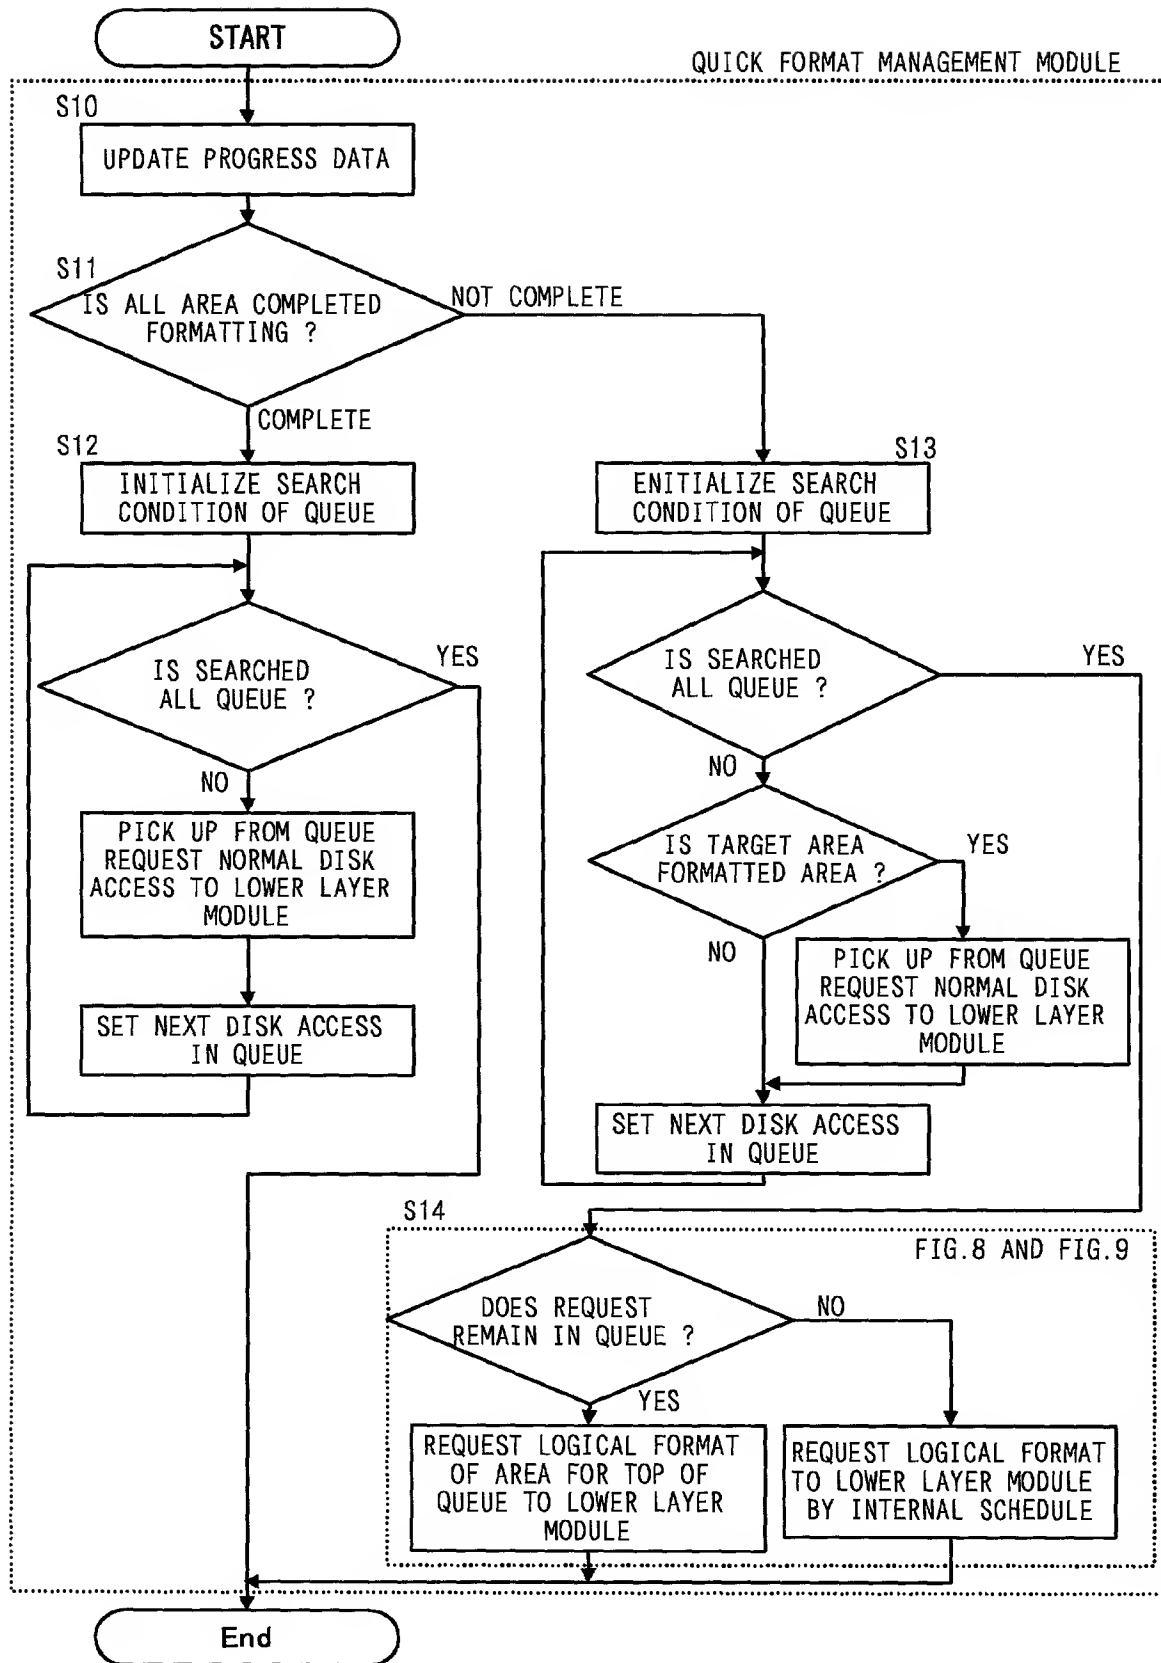 START
QUICK FORMAT MANAGEMENT MODULE
S10
UPDATE PROGRESS DATA
S11
IS ALL AREA COMPLETED
FORMATTING ?
NOT COMPLETE
COMPLETE
S12
INITIALIZE SEARCH
CONDITION OF QUEUE
S13
ENITIALIZE SEARCH
CONDITION OF QUEUE
IS SEARCHED
ALL QUEUE ?
YES
NO
PICK UP FROM QUEUE
REQUEST NORMAL DISK
ACCESS TO LOWER LAYER
MODULE
SET NEXT DISK ACCESS
IN QUEUE
IS SEARCHED
ALL QUEUE ?
YES
NO
IS TARGET AREA
FORMATTED AREA ?
YES
NO
PICK UP FROM QUEUE
REQUEST NORMAL DISK
ACCESS TO LOWER LAYER
MODULE
SET NEXT DISK ACCESS
IN QUEUE
S14
FIG.8 AND FIG.9
DOES REQUEST
REMAIN IN QUEUE ?
NO
YES
REQUEST LOGICAL FORMAT
OF AREA FOR TOP OF
QUEUE TO LOWER LAYER
MODULE
REQUEST LOGICAL FORMAT
TO LOWER LAYER MODULE
BY INTERNAL SCHEDULE
End